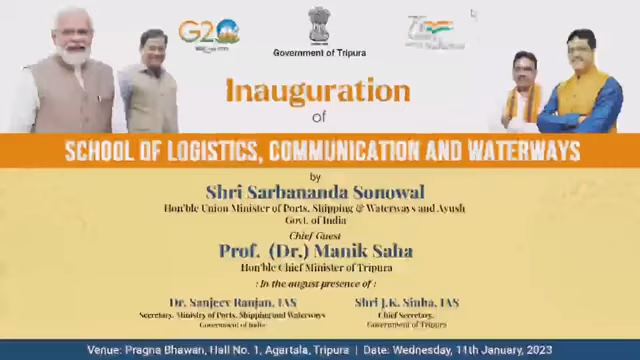 G20
Government of Tripura
Inauguration
of
SCHOOL OF LOGISTICS, COMMUNICATION AND WATERWAYS
by
Shri Sarbananda Sonowal
Hon'ble Union Minister of Ports, Shipping & Waterways and Ayush
Govt. of India
Chief Guest
Prof. (Dr.) Manik Saha
Hon'ble Chief Minister of Tripura
: In the august presence of :
Dr. Sanjeev Ranjan, IAS
Shri J.K. Sinha, IAS
Secretary, Ministry of Ports, Shipping and Waterways
Chief Secretary,
Government of India
Government of Tripura
Venue: Pragna Bhawan, Hall No. 1, Agartala, Tripura | Date: Wednesday, 11th January, 2023